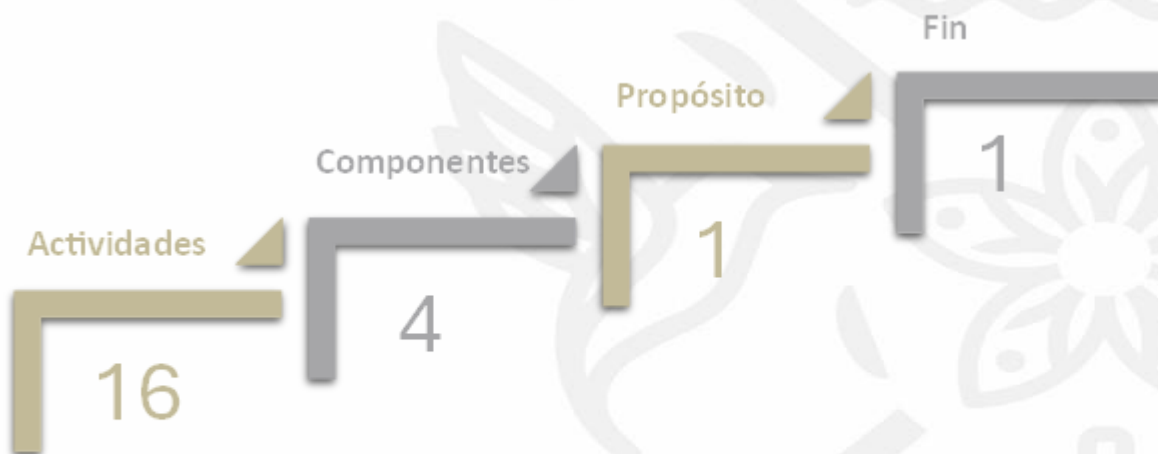 Fin
1
Propósito
1
Componentes
4
Actividades
16